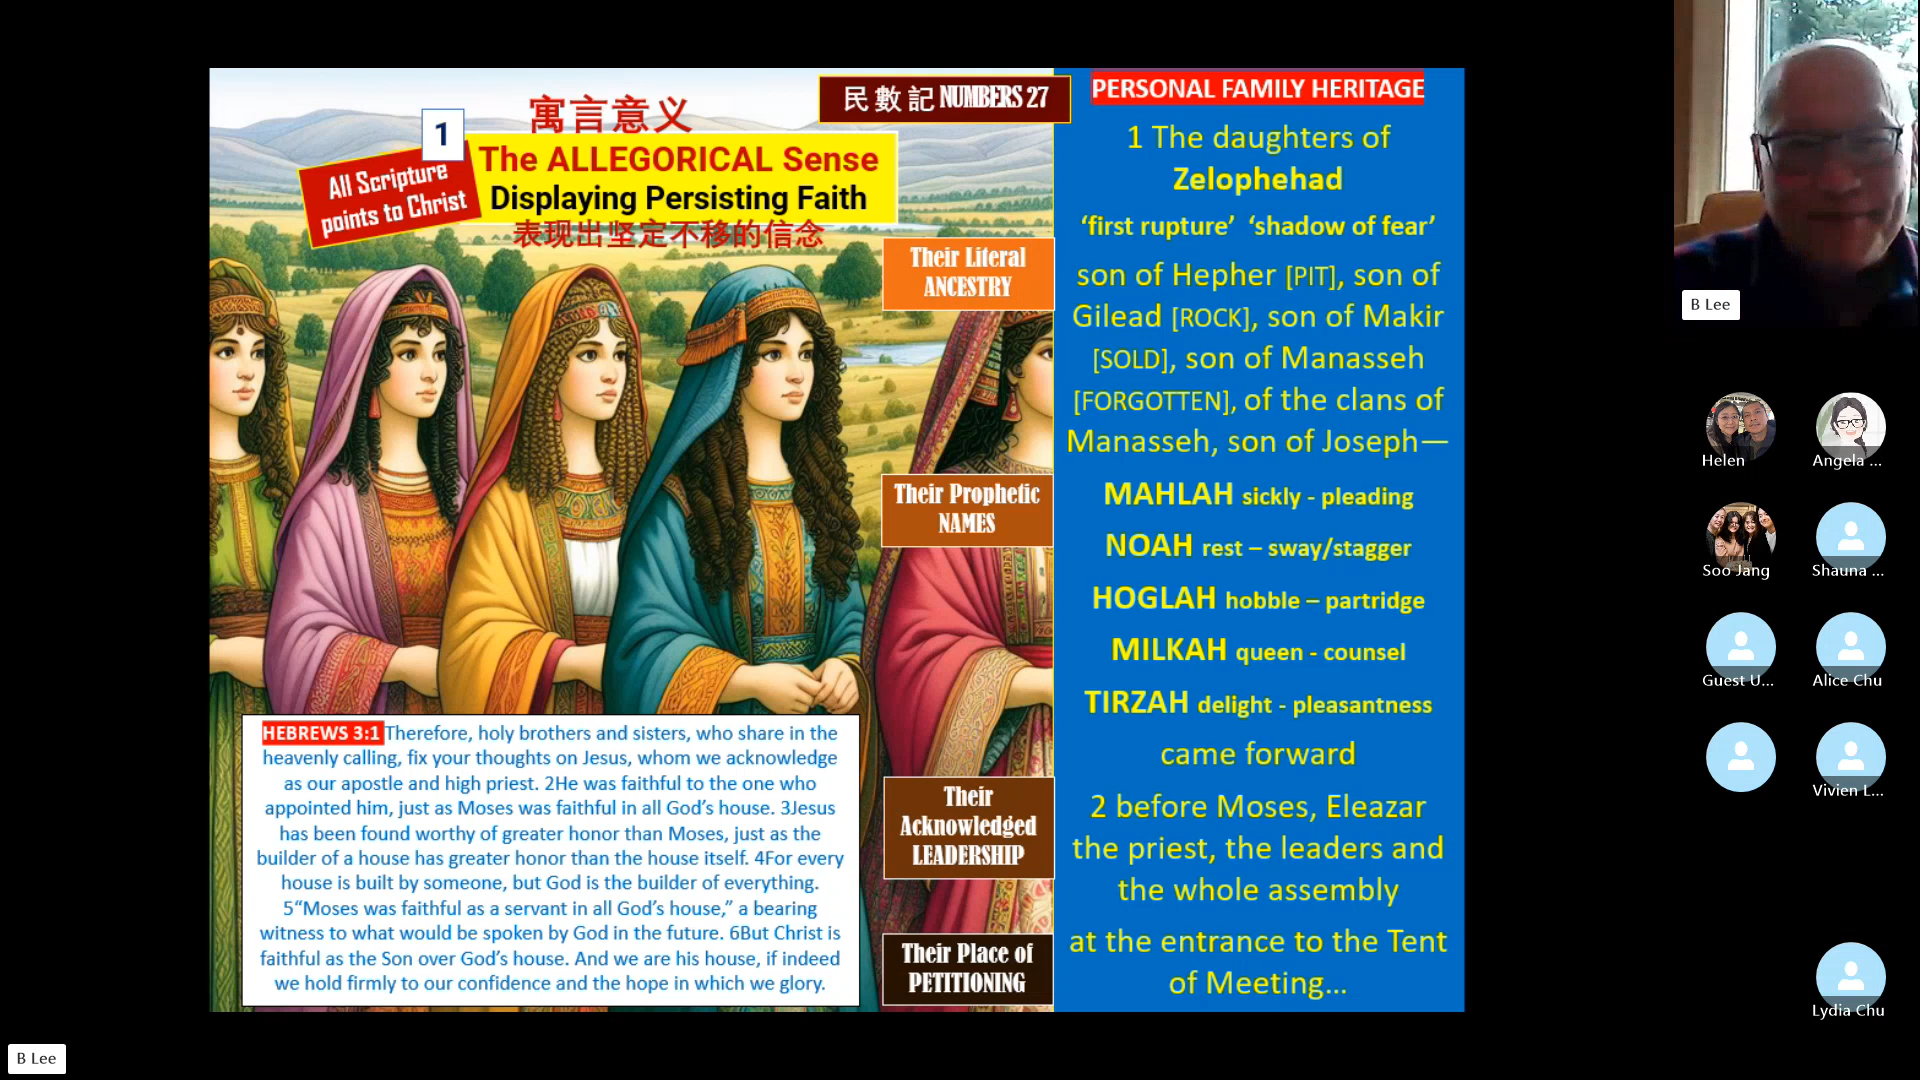 民數記 NUMBERS 27
寓言意义
1
The ALLEGORICAL Sense
Displaying Persisting Faith
表现出坚定不移的信念
All Scripture
points to Christ
Their Literal
ANCESTRY
Their Prophetic
NAMES
Their
Acknowledged
LEADERSHIP
Their Place of
PETITIONING
HEBREWS 3:1 Therefore, holy brothers and sisters, who share in the
heavenly calling, fix your thoughts on Jesus, whom we acknowledge
as our apostle and high priest. 2He was faithful to the one who
appointed him, just as Moses was faithful in all God’s house. 3Jesus
has been found worthy of greater honor than Moses, just as the
builder of a house has greater honor than the house itself. 4For every
house is built by someone, but God is the builder of everything.
5“Moses was faithful as a servant in all God’s house,” a bearing
witness to what would be spoken by God in the future. 6But Christ is
faithful as the Son over God’s house. And we are his house, if indeed
we hold firmly to our confidence and the hope in which we glory.
PERSONAL FAMILY HERITAGE
1 The daughters of
Zelophehad
‘first rupture’ ‘shadow of fear’
son of Hepher [PIT], son of
Gilead [ROCK], son of Makir
[SOLD], son of Manasseh
[FORGOTTEN], of the clans of
Manasseh, son of Joseph—
MAHLAH sickly - pleading
NOAH rest – sway/stagger
HOGLAH hobble – partridge
MILKAH queen - counsel
TIRZAH delight - pleasantness
came forward
2 before Moses, Eleazar
the priest, the leaders and
the whole assembly
at the entrance to the Tent
of Meeting...
B Lee
Helen
Angela ...
Soo Jang
Shauna ...
Guest U...
Alice Chu
Vivien L...
Lydia Chu
B Lee